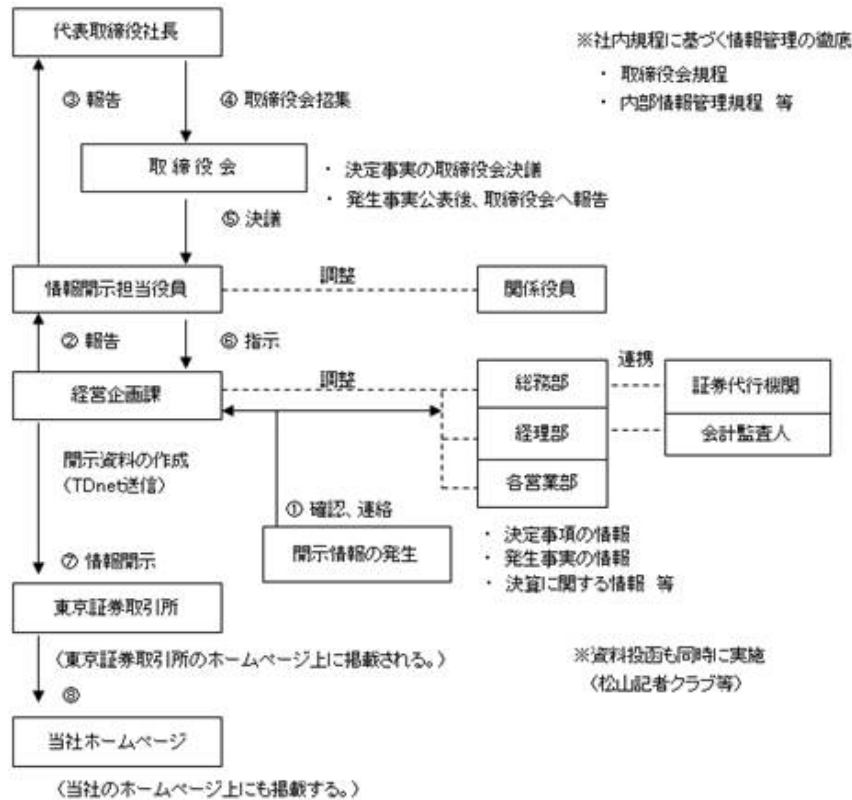 代表取締役社長
※社内規程に基づく情報管理の徹底
・ 取締役会規程
・ 内部情報管理規程 等
③ 報告
④ 取締役会招集
取 締 役 会
・ 決定事実の取締役会決議
・ 発生事実公表後、取締役会へ報告
⑤ 決議
情報開示担当役員
調整
関係役員
② 報告
⑥ 指示
経営企画課
調整
総務部
連携
証券代行機関
経理部
会計監査人
各営業部
開示資料の作成
(TDnet送信)
① 確認、連絡
開示情報の発生
・ 決定事項の情報
・ 発生事実の情報
・ 決算に関する情報 等
⑦ 情報開示
東京証券取引所
(東京証券取引所のホームページ上に掲載される。)
※資料投函も同時に実施
(松山記者クラブ等)
⑧
当社ホームページ
(当社のホームページ上にも掲載する。)